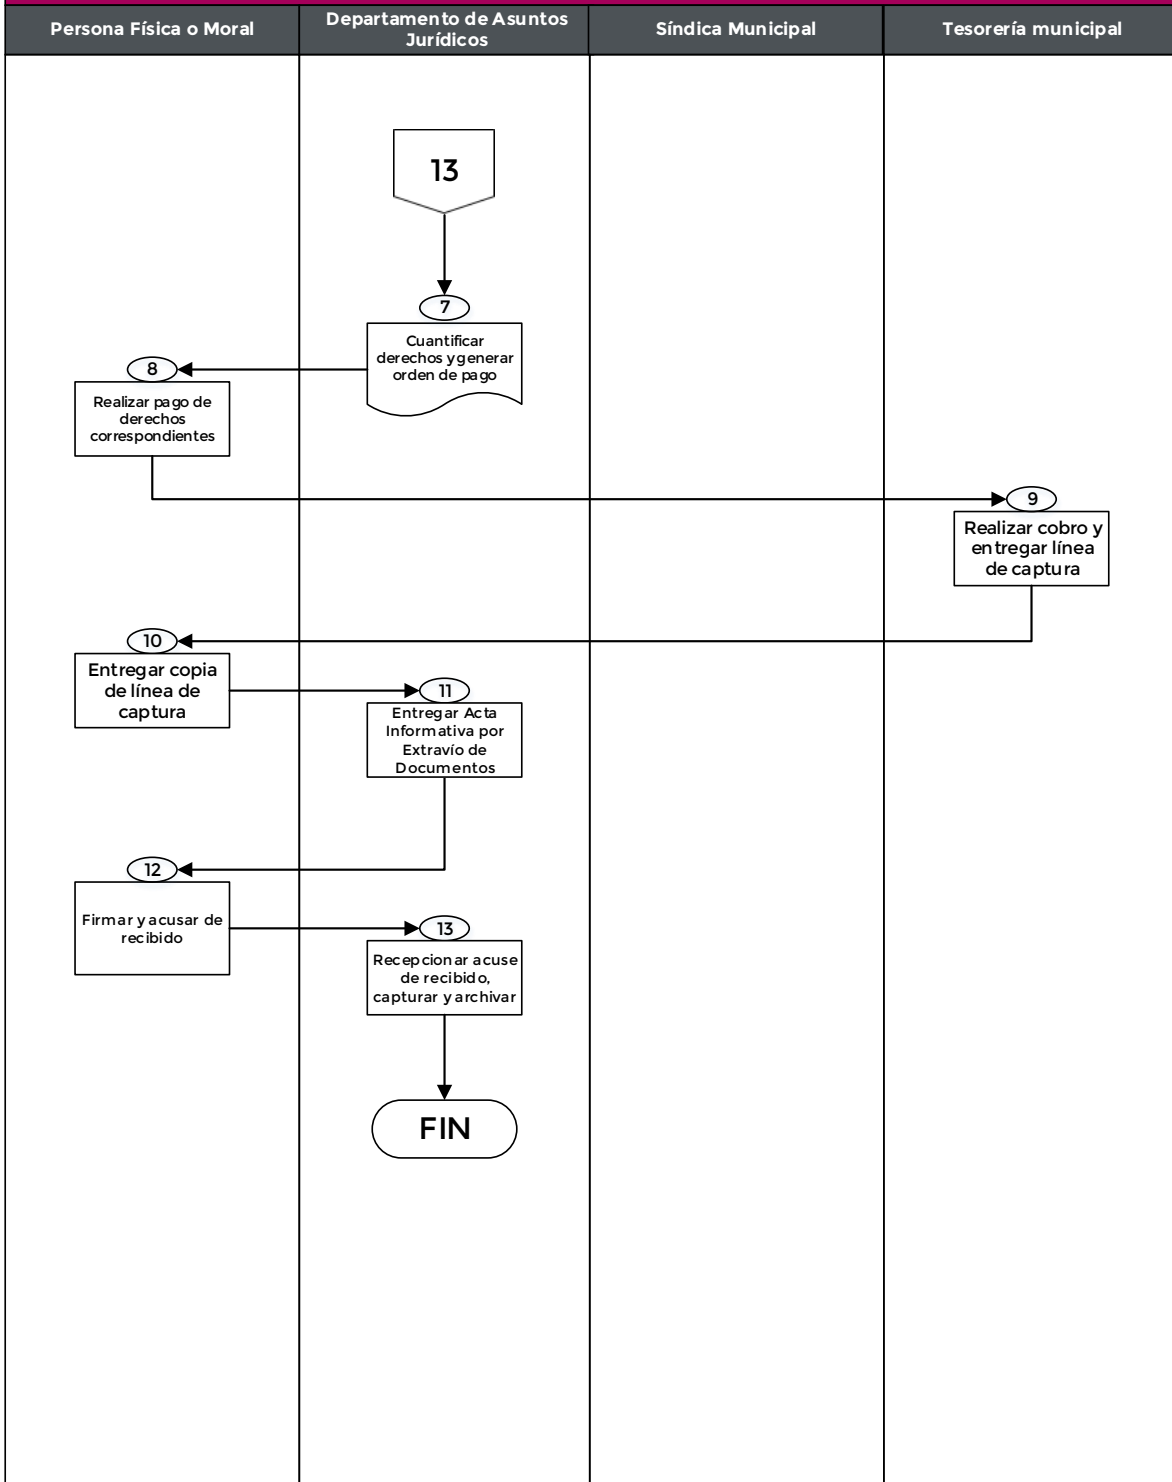 Persona Física o Moral
Departamento de Asuntos
Jurídicos
Síndica Municipal
Tesorería municipal
13
7
Cuantificar
derechos y generar
orden de pago
8
Realizar pago de
derechos
correspondientes
9
Realizar cobro y
entregar línea
de captura
10
Entregar copia
de línea de
captura
11
Entregar Acta
Informativa por
Extravío de
Documentos
12
Firmar y acusar de
recibido
13
Recepcionar acuse
de recibido,
capturar y archivar
FIN